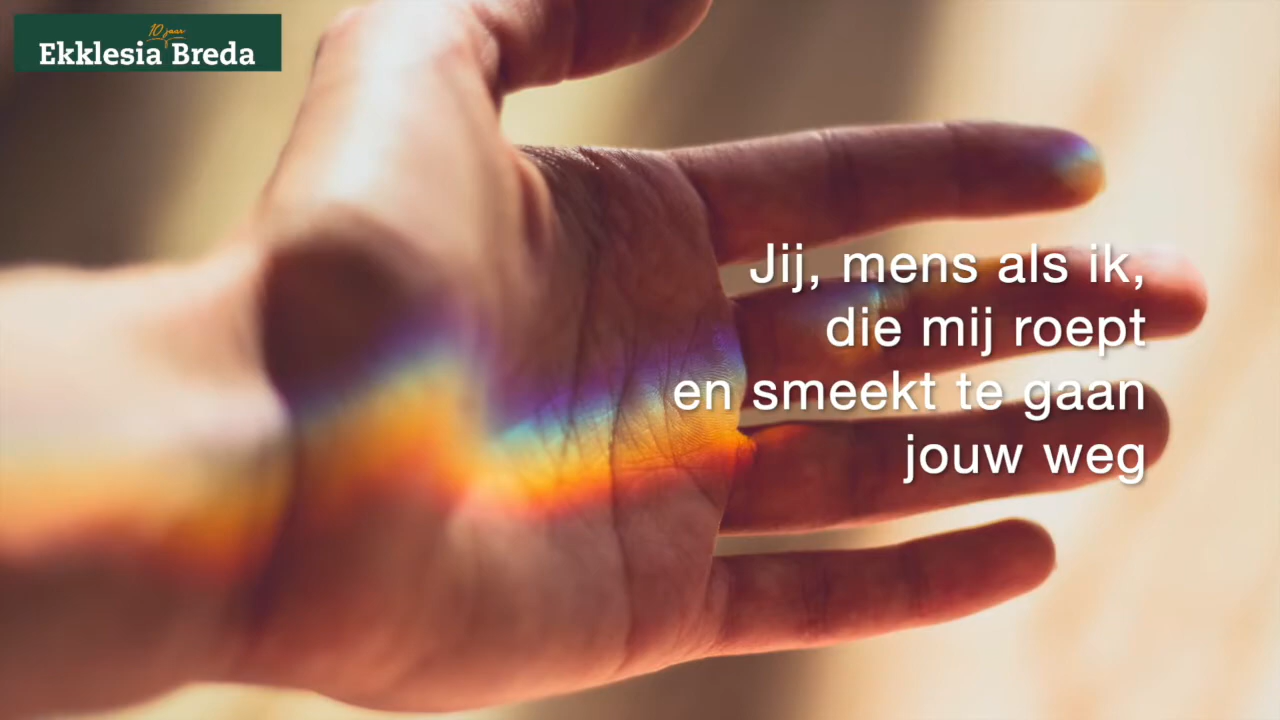 10 jaar
Ekklesia Breda
Jij, mens als ik,
die mij roept
en smeekt te gaan
jouw weg